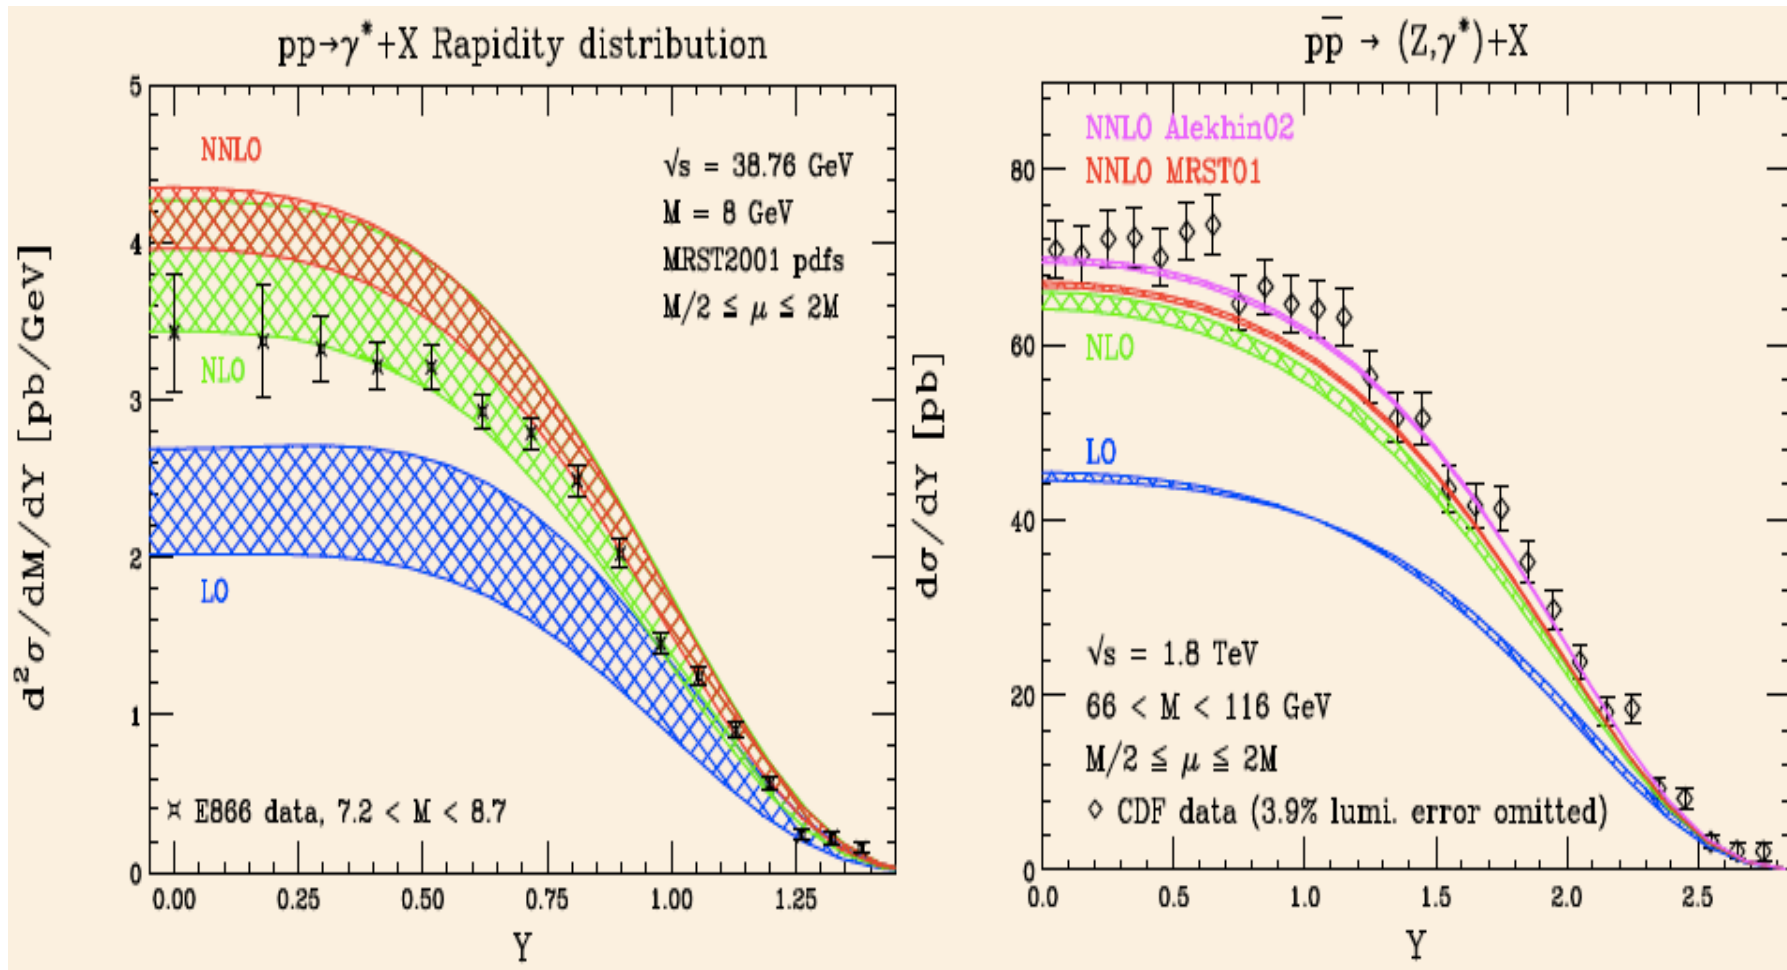 pp→γ*+X Rapidity distribution
5
4
3
2
1
0
d²σ/dM/dY [pb/GeV]
NNLO
√s = 38.76 GeV
M = 8 GeV
MRST2001 pdfs
M/2 ≦ μ ≦ 2M
NLO
LO
¤ E866 data, 7.2 < M < 8.7
0.00 0.25 0.50 0.75 1.00 1.25
Y
pp̅ → (Z,γ*)+X
80
60
40
20
0
dσ/dY [pb]
NNLO Alekhin02
NNLO MRST01
NLO
LO
√s = 1.8 TeV
66 < M < 116 GeV
M/2 ≦ μ ≦ 2M
◇ CDF data (3.9% lumi. error omitted)
0.0 0.5 1.0 1.5 2.0 2.5
Y